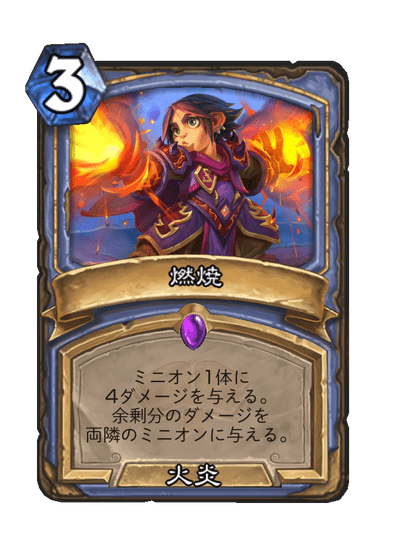 3
燃焼
ミニオン1体に
4ダメージを与える。
余剰分のダメージを
両隣のミニオンに与える。
火炎